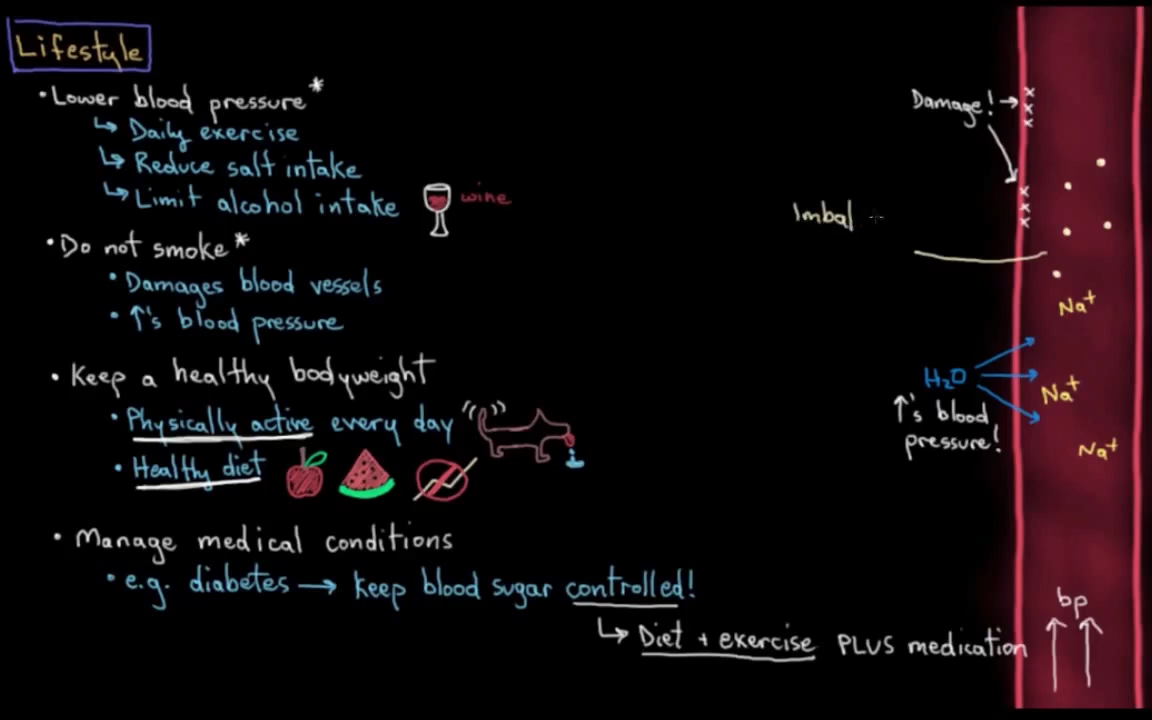 Lifestyle
• Lower blood pressure*
↳ Daily exercise
↳ Reduce salt intake
↳ Limit alcohol intake
wine
• Do not smoke*
• Damages blood vessels
• ↑'s blood pressure
• Keep a healthy bodyweight
• Physically active every day
• Healthy diet
• Manage medical conditions
• e.g. diabetes → keep blood sugar controlled!
↳ Diet + exercise PLUS medication
Damage! →
x x x
x x x
Imbal
Na+
H₂O
Na+
↑'s blood
pressure!
Na+
bp